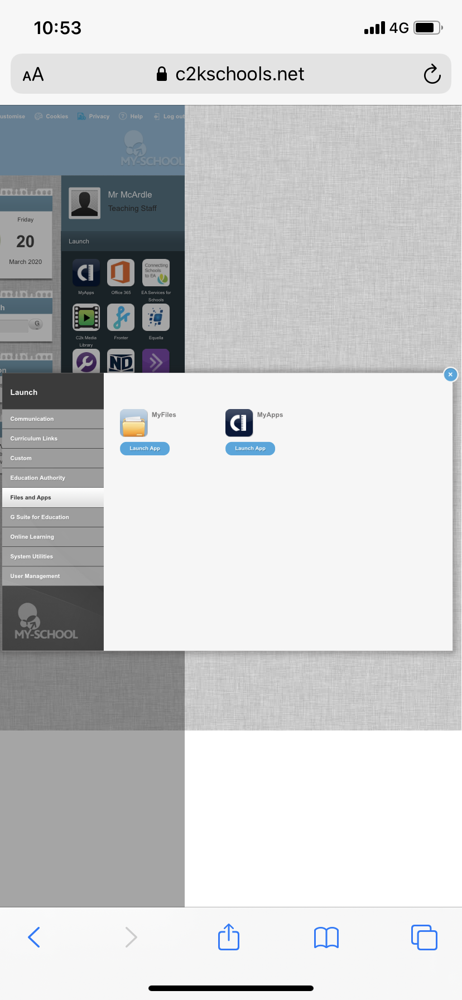 10:53
4G
AA
c2kschools.net
ustomise
Cookies
Privacy
Help
Log out
MY-SCHOOL
Mr McArdle
Teaching Staff
Friday
20
March 2020
Launch
Connecting
Schools
to EA
MyApps
Office 365
EA Services for
Schools
h
G
C2k Media
Library
Fronter
Equella
ND
on
Launch
Communication
Curriculum Links
Custom
Education Authority
Files and Apps
G Suite for Education
Online Learning
System Utilities
User Management
MY-SCHOOL
MyFiles
Launch App
MyApps
Launch App